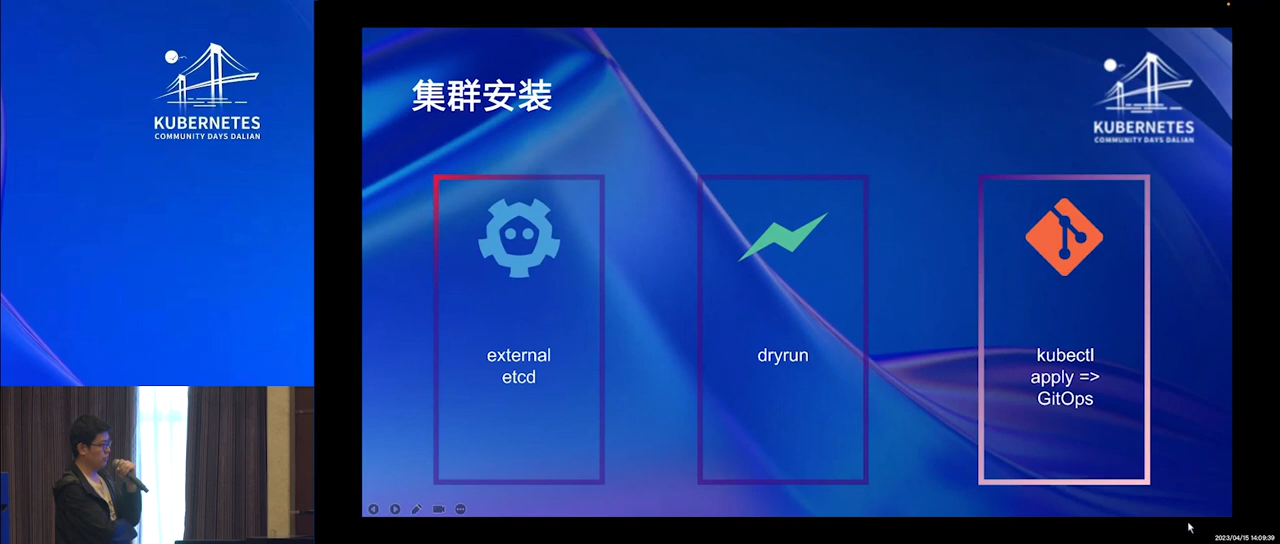 KUBERNETES
COMMUNITY DAYS DALIAN
集群安装
KUBERNETES
COMMUNITY DAYS DALIAN
external
etcd
dryrun
kubectl
apply =>
GitOps
2023/04/15 14:09:39